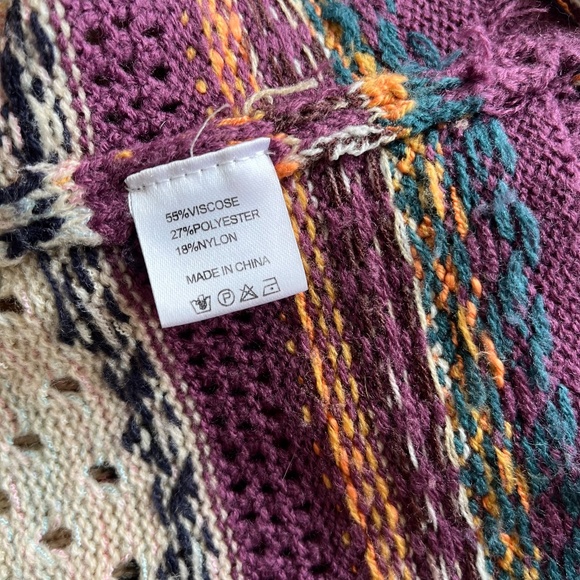 55%VISCOSE
27%POLYESTER
18%NYLON
MADE IN CHINA
P